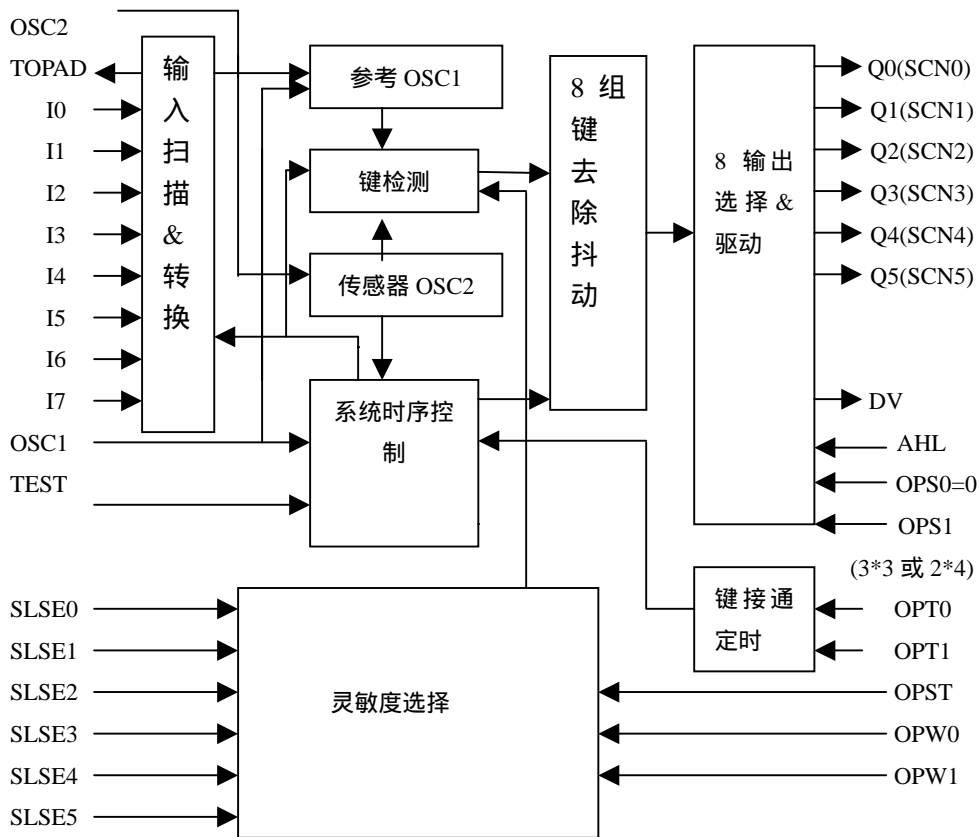 OSC2
TOPAD
I0
I1
I2
I3
I4
I5
I6
I7
OSC1
TEST
SLSE0
SLSE1
SLSE2
SLSE3
SLSE4
SLSE5
输
入
扫
描
&
转
换
参考 OSC1
键检测
传感器 OSC2
系统时序控
制
灵敏度选择
8 组
键
去
除
抖
动
8 输出
选择 &
驱动
键接通
定时
Q0(SCN0)
Q1(SCN1)
Q2(SCN2)
Q3(SCN3)
Q4(SCN4)
Q5(SCN5)
DV
AHL
OPS0=0
OPS1
(3*3 或 2*4)
OPT0
OPT1
OPST
OPW0
OPW1